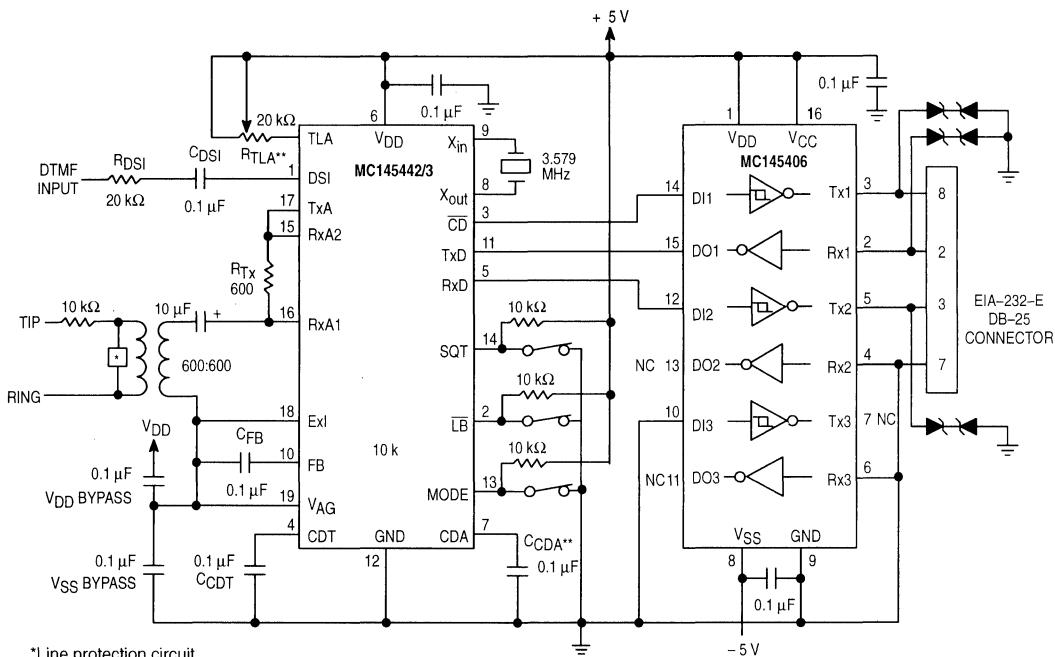 + 5 V
0.1 µF
0.1 µF
6
VDD
1
VDD
16
VCC
20 kΩ
RTLA**
TLA
MC145442/3
Xin
9
3.579
MHz
Xout
8
MC145406
DTMF
INPUT
RDSI
20 kΩ
CDSI
0.1 µF
1
DSI
17
TxA
15
RxA2
RTx
600
CD
3
TxD
11
RxD
5
14
DI1
Tx1
3
8
15
DO1
Rx1
2
2
12
DI2
Tx2
5
3
EIA-232-E
DB-25
CONNECTOR
TIP
10 kΩ
10 µF
+
16
RxA1
*
600:600
RING
10 kΩ
SQT
14
NC
13
DO2
Rx2
4
7
10 kΩ
LB
2
10
DI3
Tx3
7
NC
18
ExI
VDD
CFB
10
FB
0.1 µF
10 k
10 kΩ
MODE
13
NC
11
DO3
Rx3
6
0.1 µF
VDD BYPASS
19
VAG
4
CDT
GND
12
CDA
7
CCDA**
0.1 µF
VSS
8
GND
9
0.1 µF
VSS BYPASS
0.1 µF
CCDT
0.1 µF
– 5 V
*Line protection circuit